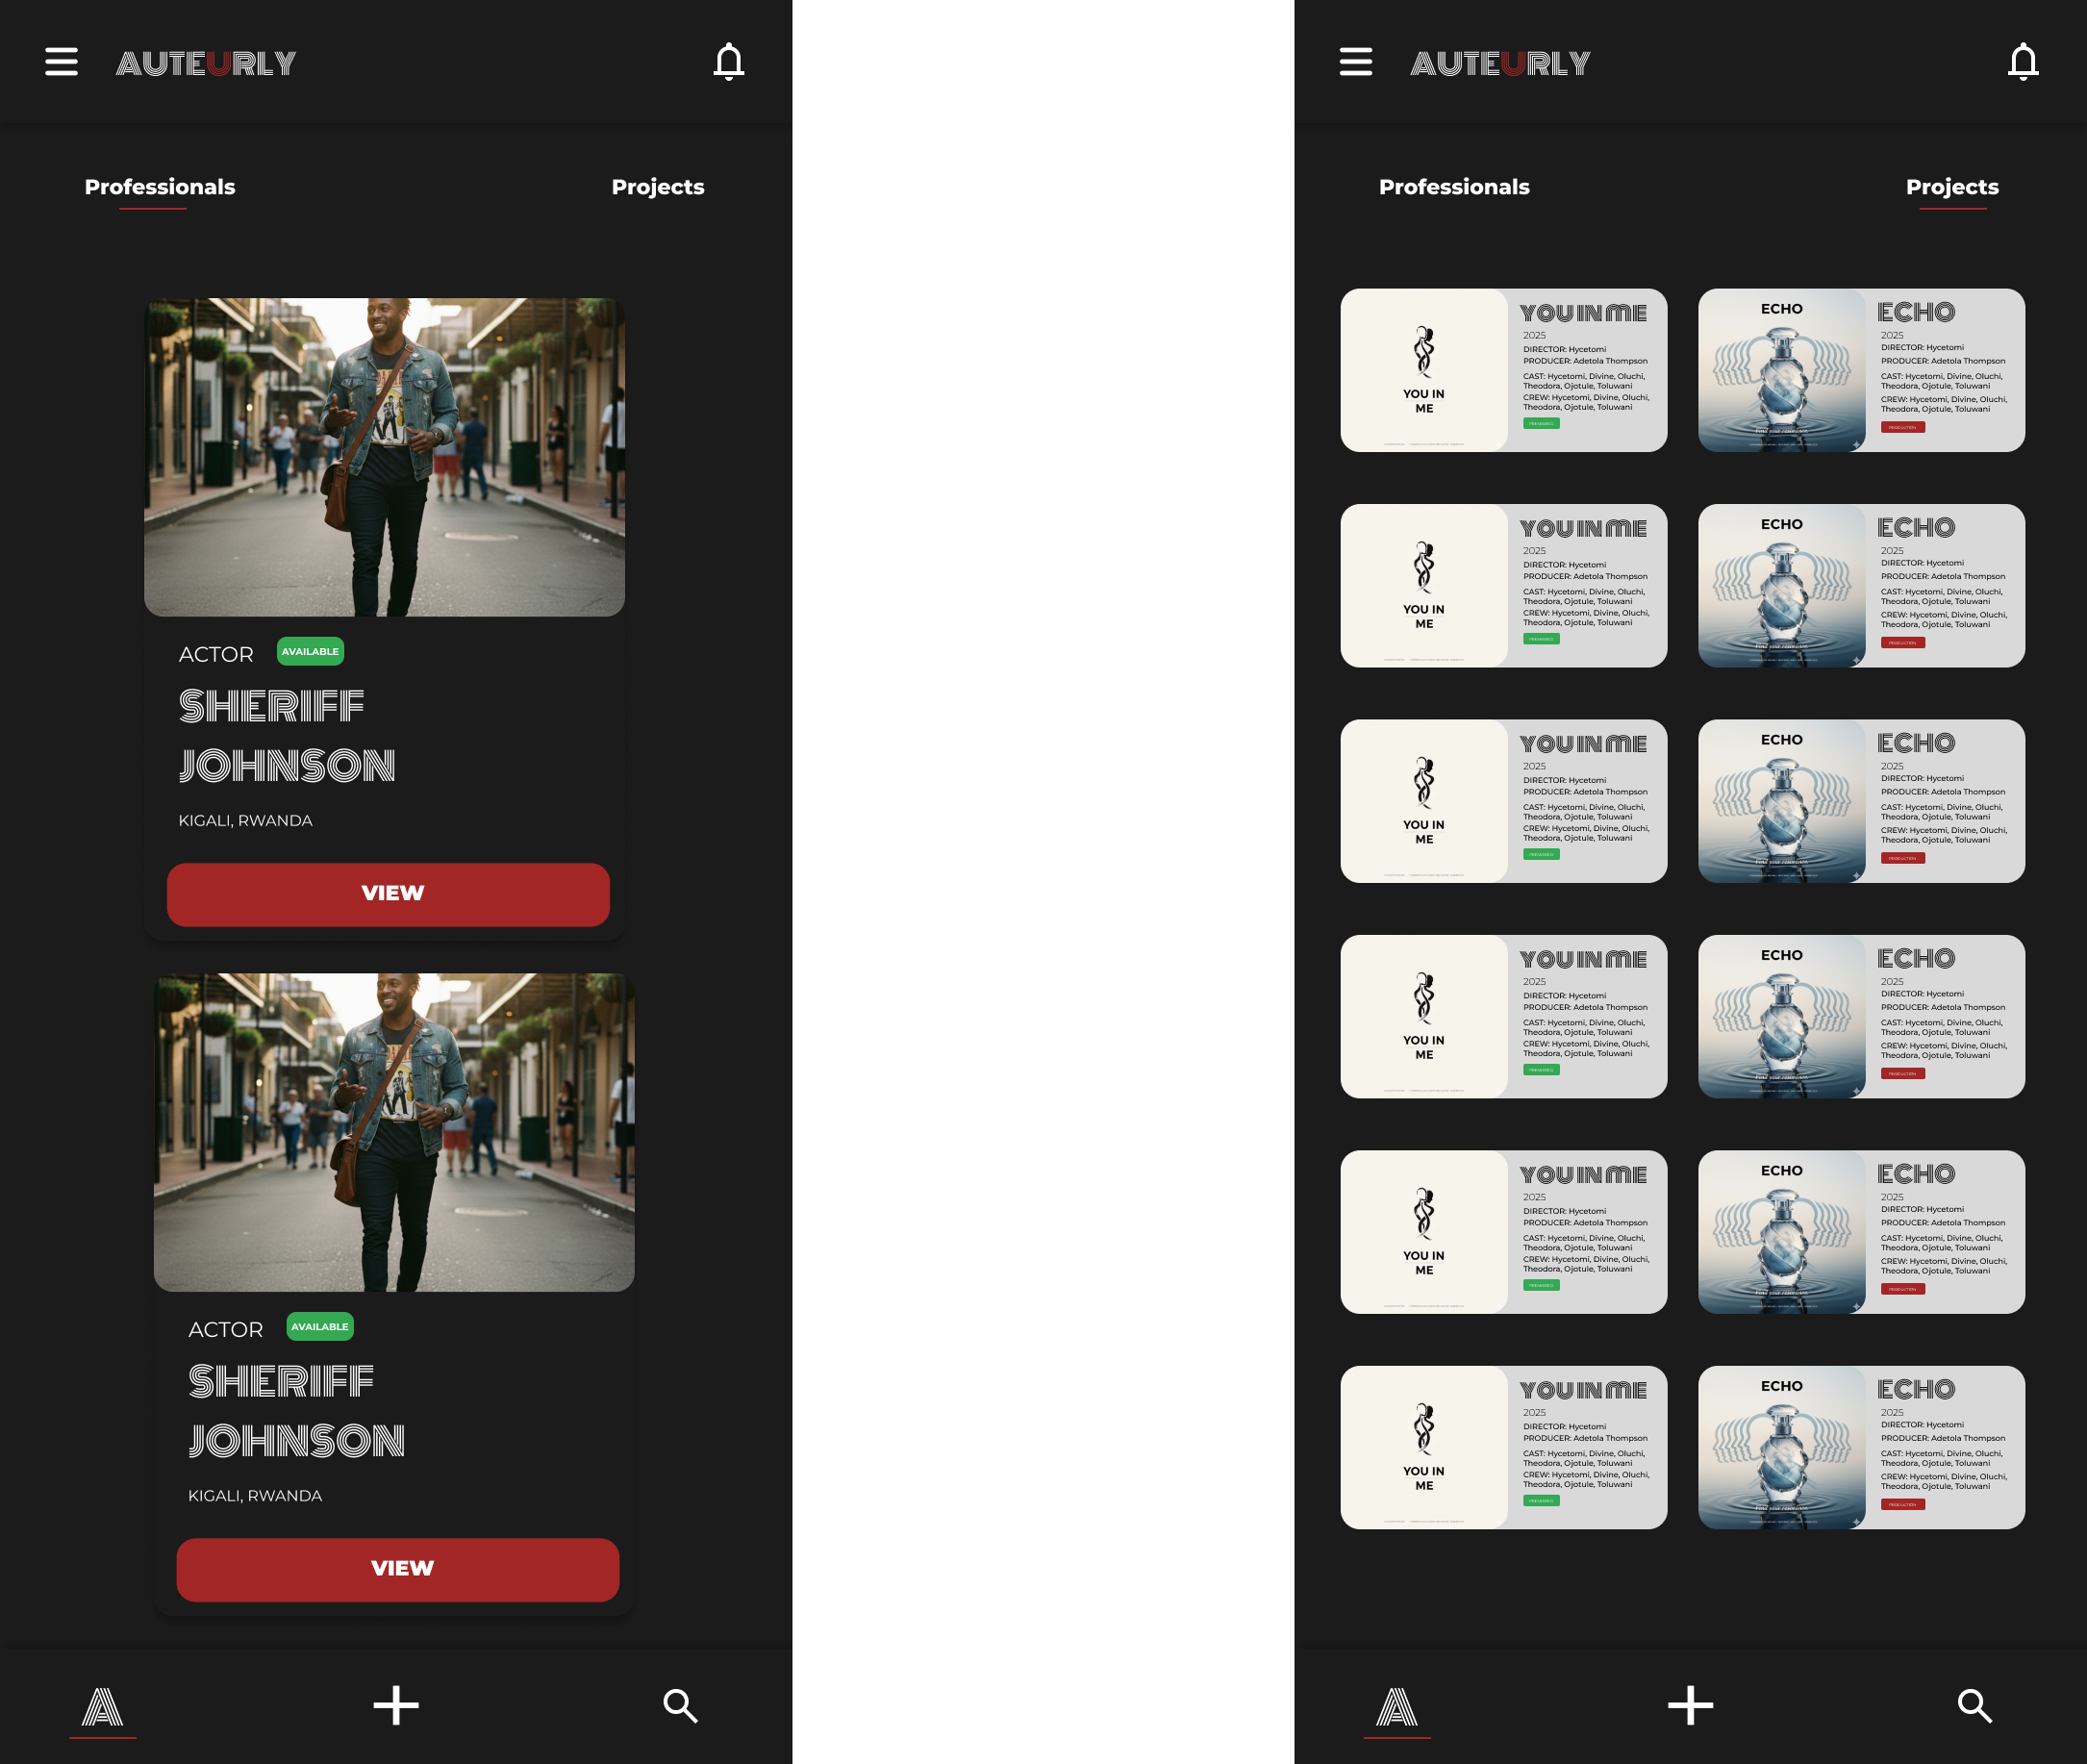 AUTEURLY
Professionals
Projects
ACTOR
AVAILABLE
SHERIFF
JOHNSON
KIGALI, RWANDA
VIEW
ACTOR
AVAILABLE
SHERIFF
JOHNSON
KIGALI, RWANDA
VIEW
A
AUTEURLY
Professionals
Projects
YOU IN
ME
YOU IN ME
2025
DIRECTOR: Hycetomi
PRODUCER: Adetola Thompson
CAST: Hycetomi, Divine, Oluchi,
Theodora, Ojotule, Toluwani
CREW: Hycetomi, Divine, Oluchi,
Theodora, Ojotule, Toluwani
ECHO
ECHO
2025
DIRECTOR: Hycetomi
PRODUCER: Adetola Thompson
CAST: Hycetomi, Divine, Oluchi,
Theodora, Ojotule, Toluwani
CREW: Hycetomi, Divine, Oluchi,
Theodora, Ojotule, Toluwani
PRODUCTION
YOU IN
ME
YOU IN ME
2025
DIRECTOR: Hycetomi
PRODUCER: Adetola Thompson
CAST: Hycetomi, Divine, Oluchi,
Theodora, Ojotule, Toluwani
CREW: Hycetomi, Divine, Oluchi,
Theodora, Ojotule, Toluwani
ECHO
ECHO
2025
DIRECTOR: Hycetomi
PRODUCER: Adetola Thompson
CAST: Hycetomi, Divine, Oluchi,
Theodora, Ojotule, Toluwani
CREW: Hycetomi, Divine, Oluchi,
Theodora, Ojotule, Toluwani
PRODUCTION
YOU IN
ME
YOU IN ME
2025
DIRECTOR: Hycetomi
PRODUCER: Adetola Thompson
CAST: Hycetomi, Divine, Oluchi,
Theodora, Ojotule, Toluwani
CREW: Hycetomi, Divine, Oluchi,
Theodora, Ojotule, Toluwani
ECHO
ECHO
2025
DIRECTOR: Hycetomi
PRODUCER: Adetola Thompson
CAST: Hycetomi, Divine, Oluchi,
Theodora, Ojotule, Toluwani
CREW: Hycetomi, Divine, Oluchi,
Theodora, Ojotule, Toluwani
PRODUCTION
YOU IN
ME
YOU IN ME
2025
DIRECTOR: Hycetomi
PRODUCER: Adetola Thompson
CAST: Hycetomi, Divine, Oluchi,
Theodora, Ojotule, Toluwani
CREW: Hycetomi, Divine, Oluchi,
Theodora, Ojotule, Toluwani
ECHO
ECHO
2025
DIRECTOR: Hycetomi
PRODUCER: Adetola Thompson
CAST: Hycetomi, Divine, Oluchi,
Theodora, Ojotule, Toluwani
CREW: Hycetomi, Divine, Oluchi,
Theodora, Ojotule, Toluwani
PRODUCTION
YOU IN
ME
YOU IN ME
2025
DIRECTOR: Hycetomi
PRODUCER: Adetola Thompson
CAST: Hycetomi, Divine, Oluchi,
Theodora, Ojotule, Toluwani
CREW: Hycetomi, Divine, Oluchi,
Theodora, Ojotule, Toluwani
ECHO
ECHO
2025
DIRECTOR: Hycetomi
PRODUCER: Adetola Thompson
CAST: Hycetomi, Divine, Oluchi,
Theodora, Ojotule, Toluwani
CREW: Hycetomi, Divine, Oluchi,
Theodora, Ojotule, Toluwani
PRODUCTION
YOU IN
ME
YOU IN ME
2025
DIRECTOR: Hycetomi
PRODUCER: Adetola Thompson
CAST: Hycetomi, Divine, Oluchi,
Theodora, Ojotule, Toluwani
CREW: Hycetomi, Divine, Oluchi,
Theodora, Ojotule, Toluwani
ECHO
ECHO
2025
DIRECTOR: Hycetomi
PRODUCER: Adetola Thompson
CAST: Hycetomi, Divine, Oluchi,
Theodora, Ojotule, Toluwani
CREW: Hycetomi, Divine, Oluchi,
Theodora, Ojotule, Toluwani
PRODUCTION
A